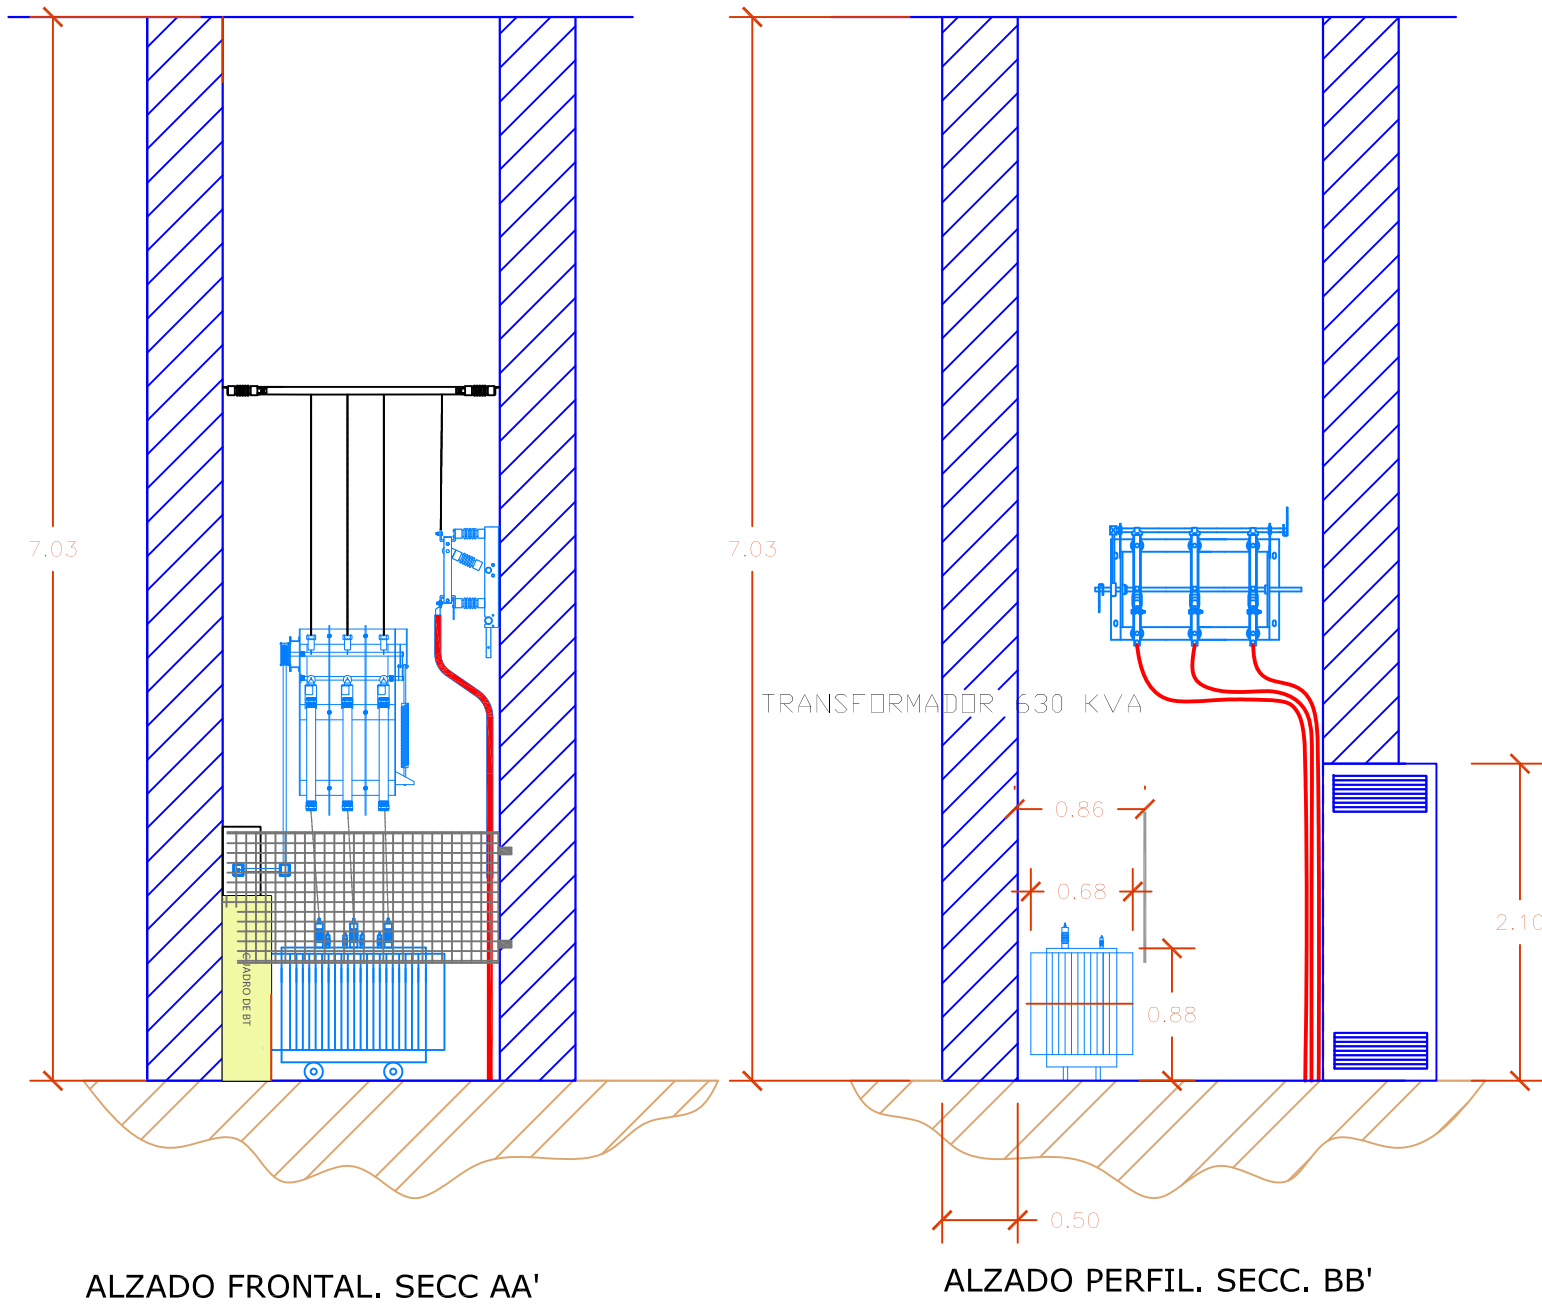 7.03
7.03
TRANSFORMADOR 630 KVA
0.86
0.68
2.10
CUADRO DE BT
0.88
0.50
ALZADO FRONTAL. SECC AA'
ALZADO PERFIL. SECC. BB'